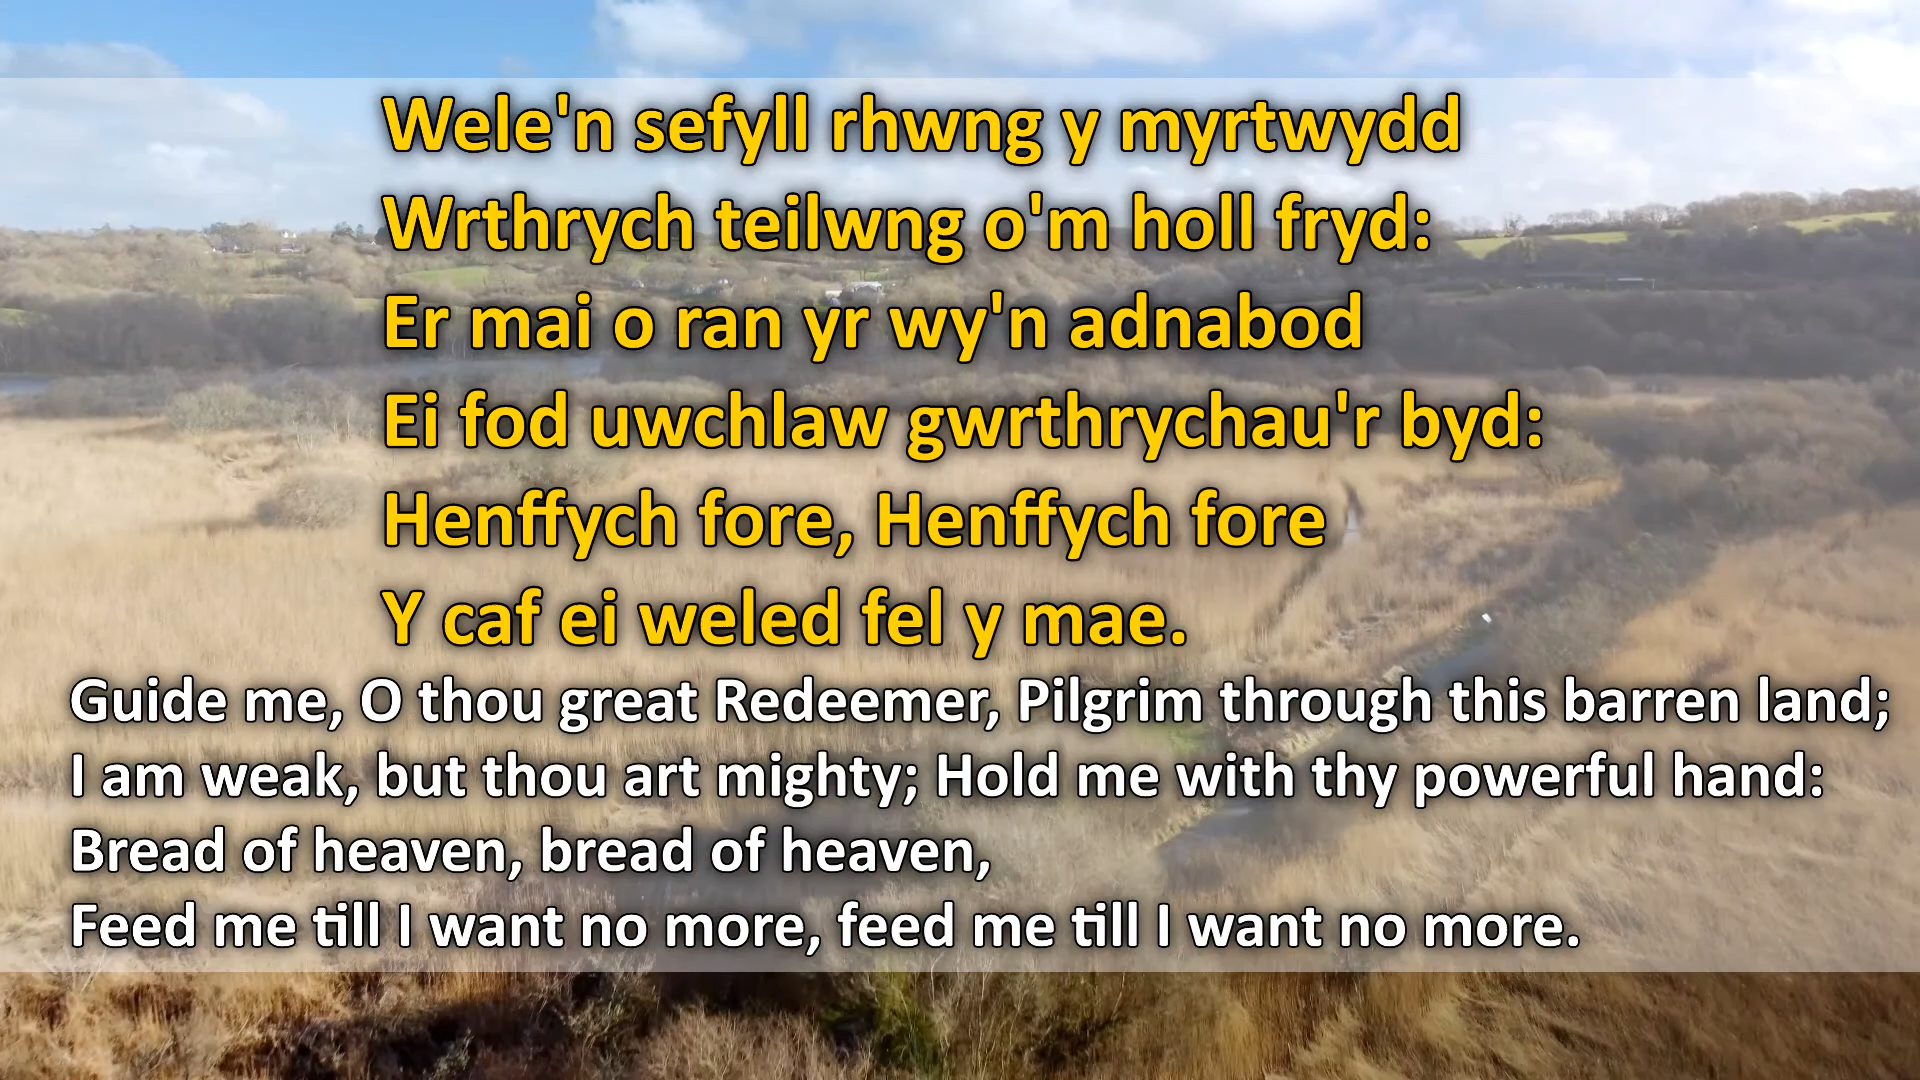 Wele'n sefyll rhwng y myrtwydd
Wrthrych teilwng o'm holl fryd:
Er mai o ran yr wy'n adnabod
Ei fod uwchlaw gwrthrychau'r byd:
Henffych fore, Henffych fore
Y caf ei weled fel y mae.
Guide me, O thou great Redeemer, Pilgrim through this barren land;
I am weak, but thou art mighty; Hold me with thy powerful hand:
Bread of heaven, bread of heaven,
Feed me till I want no more, feed me till I want no more.